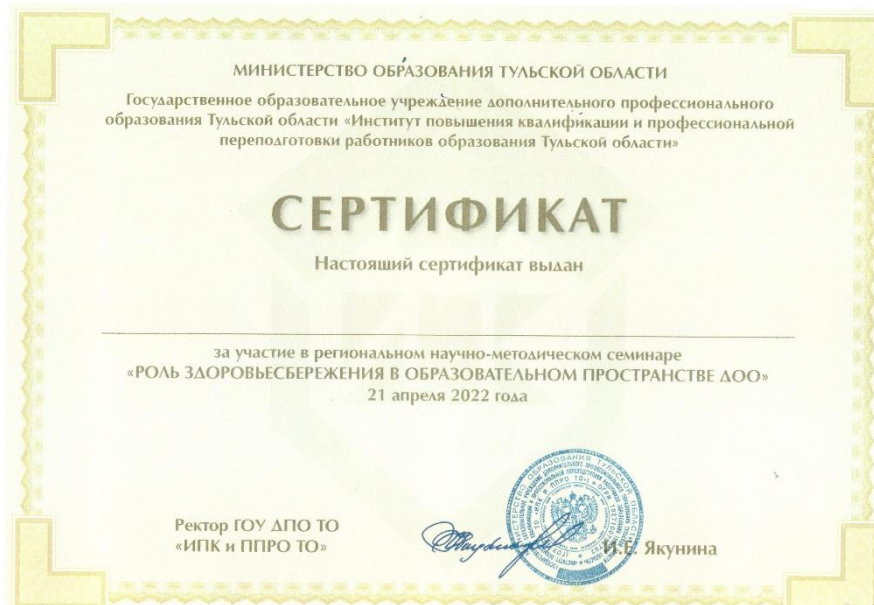 МИНИСТЕРСТВО ОБРАЗОВАНИЯ ТУЛЬСКОЙ ОБЛАСТИ
Государственное образовательное учреждение дополнительного профессионального
образования Тульской области «Институт повышения квалификации и профессиональной
переподготовки работников образования Тульской области»
СЕРТИФИКАТ
Настоящий сертификат выдан
за участие в региональном научно-методическом семинаре
«РОЛЬ ЗДОРОВЬЕСБЕРЕЖЕНИЯ В ОБРАЗОВАТЕЛЬНОМ ПРОСТРАНСТВЕ ДОО»
21 апреля 2022 года
Ректор ГОУ ДПО ТО
«ИПК и ППРО ТО»
И.Е. Якунина